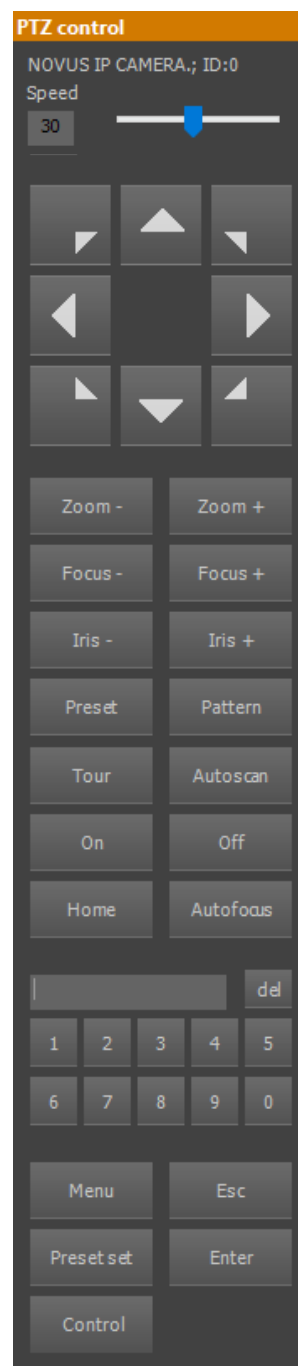 PTZ control
NOVUS IP CAMERA.; ID:0
Speed
30
Zoom - Zoom +
Focus - Focus +
Iris - Iris +
Preset Pattern
Tour Autoscan
On Off
Home Autofocus
del
1 2 3 4 5
6 7 8 9 0
Menu Esc
Preset set Enter
Control